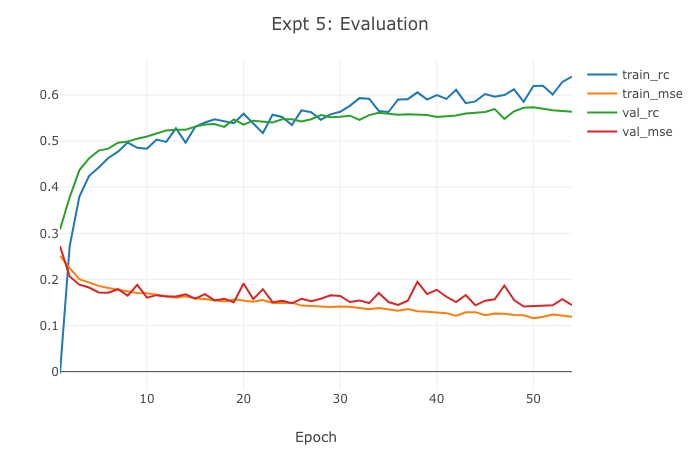 Expt 5: Evaluation
train_rc
train_mse
val_rc
val_mse
0.6
0.5
0.4
0.3
0.2
0.1
0
10
20
30
40
50
Epoch